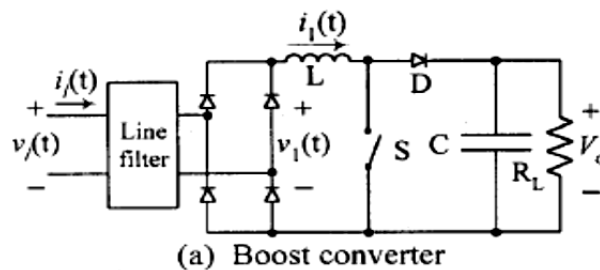 i1(t)
il(t)
L
D
+
Line
filter
+
vl(t)
v1(t)
S
C
RL
+
V
−
−
−
(a) Boost converter